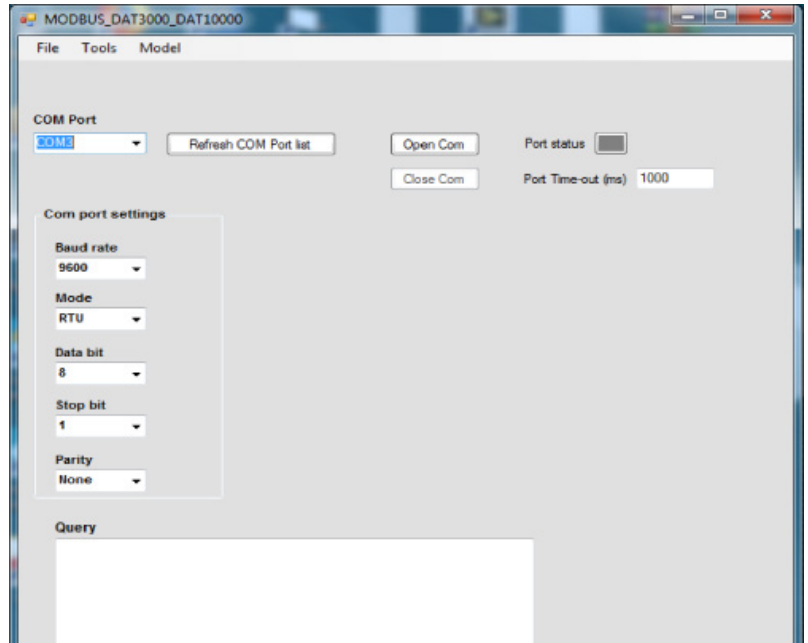 MODBUS_DAT3000_DAT10000
File Tools Model
COM Port
COM3 Refresh COM Port list Open Com Port status
Close Com Port Time-out (ms) 1000
Com port settings
Baud rate
9600
Mode
RTU
Data bit
8
Stop bit
1
Parity
None
Query